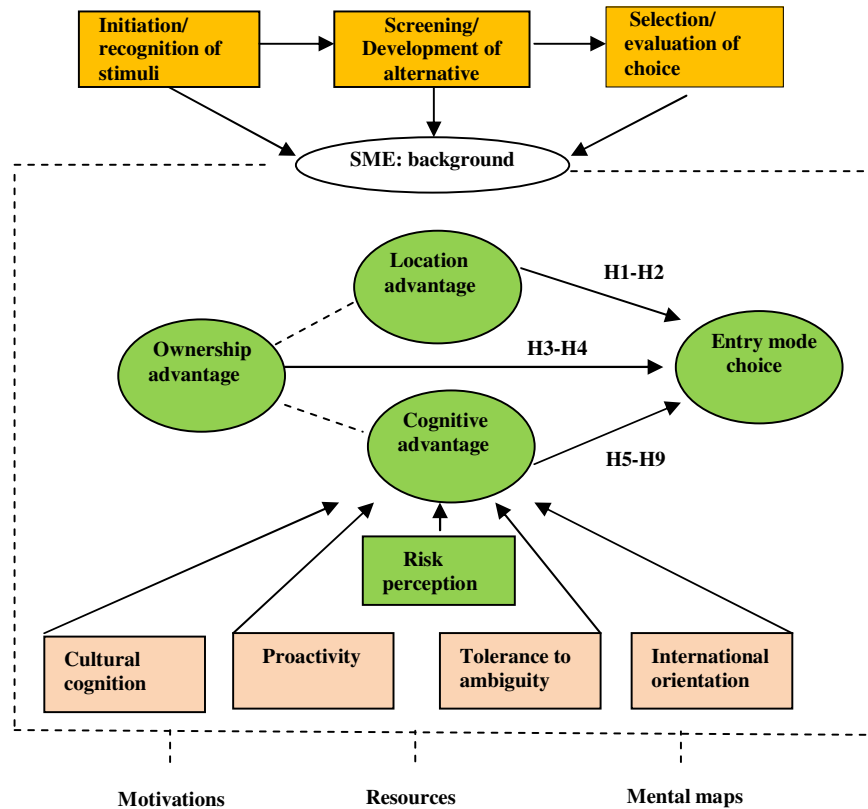 Initiation/
recognition of
stimuli
Screening/
Development of
alternative
Selection/
evaluation of
choice
SME: background
Location
advantage
H1-H2
Ownership
advantage
H3-H4
Entry mode
choice
Cognitive
advantage
H5-H9
Risk
perception
Cultural
cognition
Proactivity
Tolerance to
ambiguity
International
orientation
Motivations
Resources
Mental maps